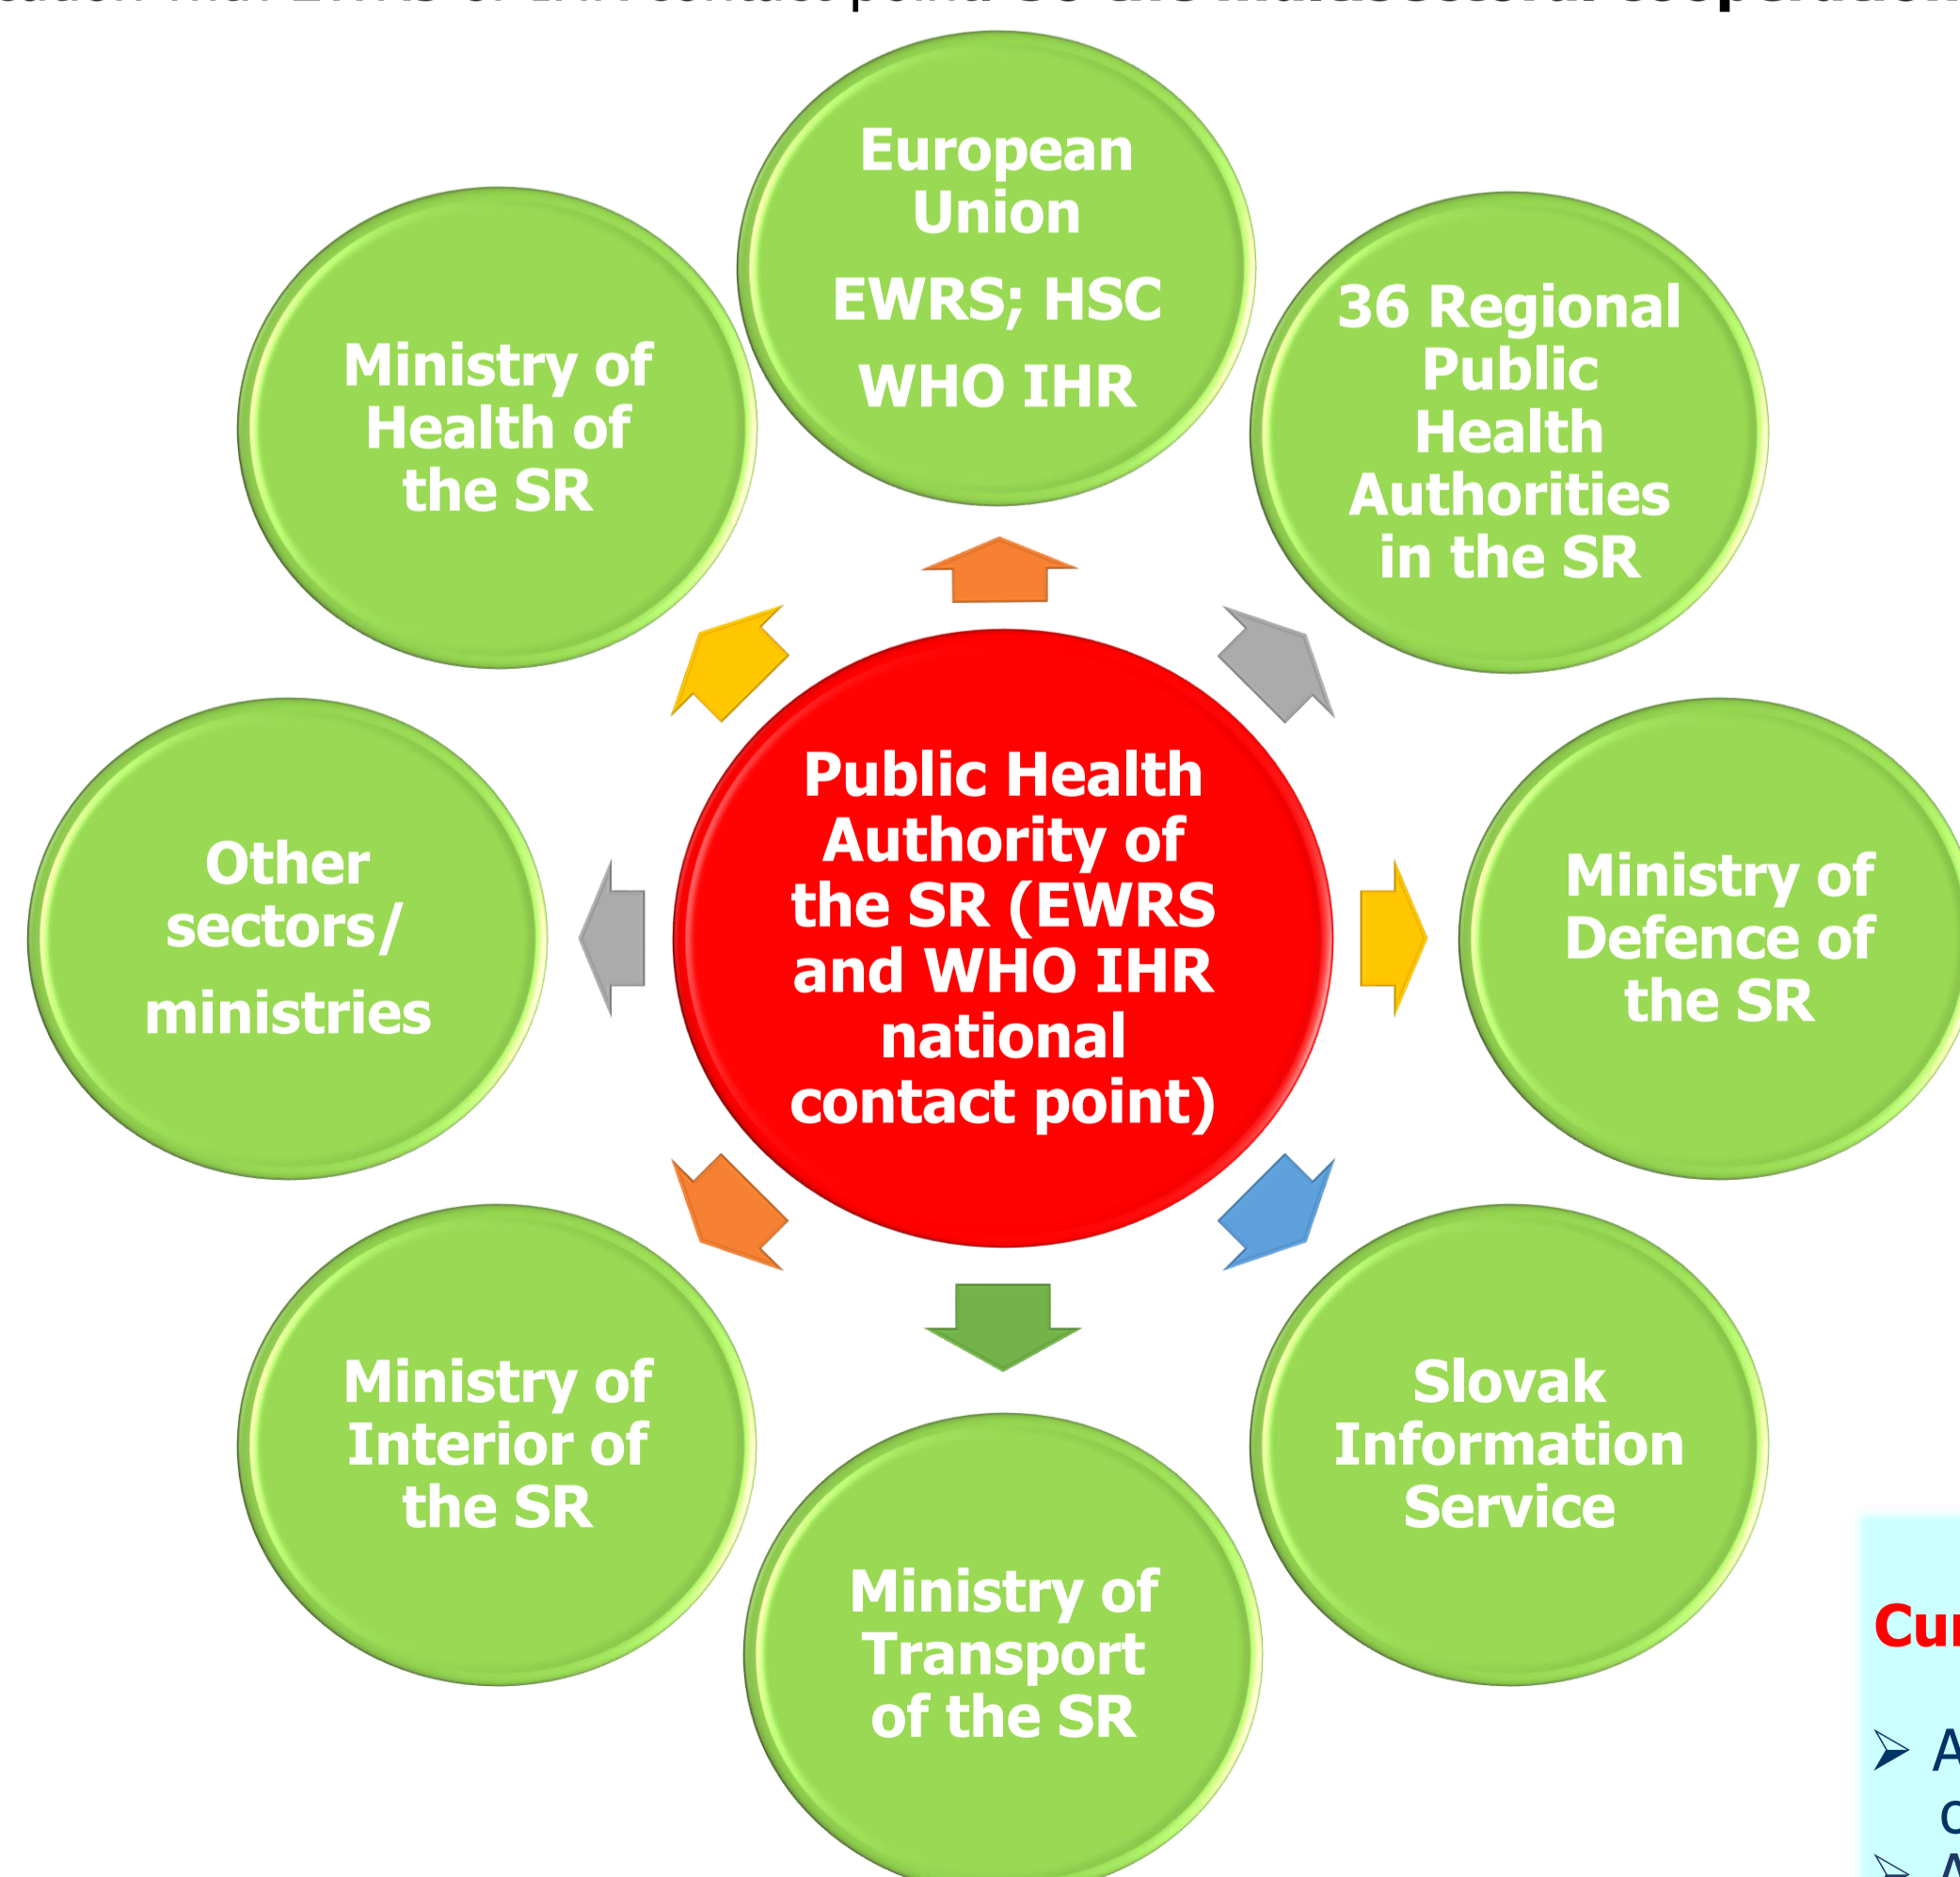 European
Union
EWRS; HSC
WHO IHR
36 Regional
Public
Health
Authorities
in the SR
Ministry of
Health of
the SR
Public Health
Authority of
the SR (EWRS
and WHO IHR
national
contact point)
Other
sectors/
ministries
Ministry of
Defence of
the SR
Ministry of
Interior of
the SR
Slovak
Information
Service
Ministry of
Transport
of the SR